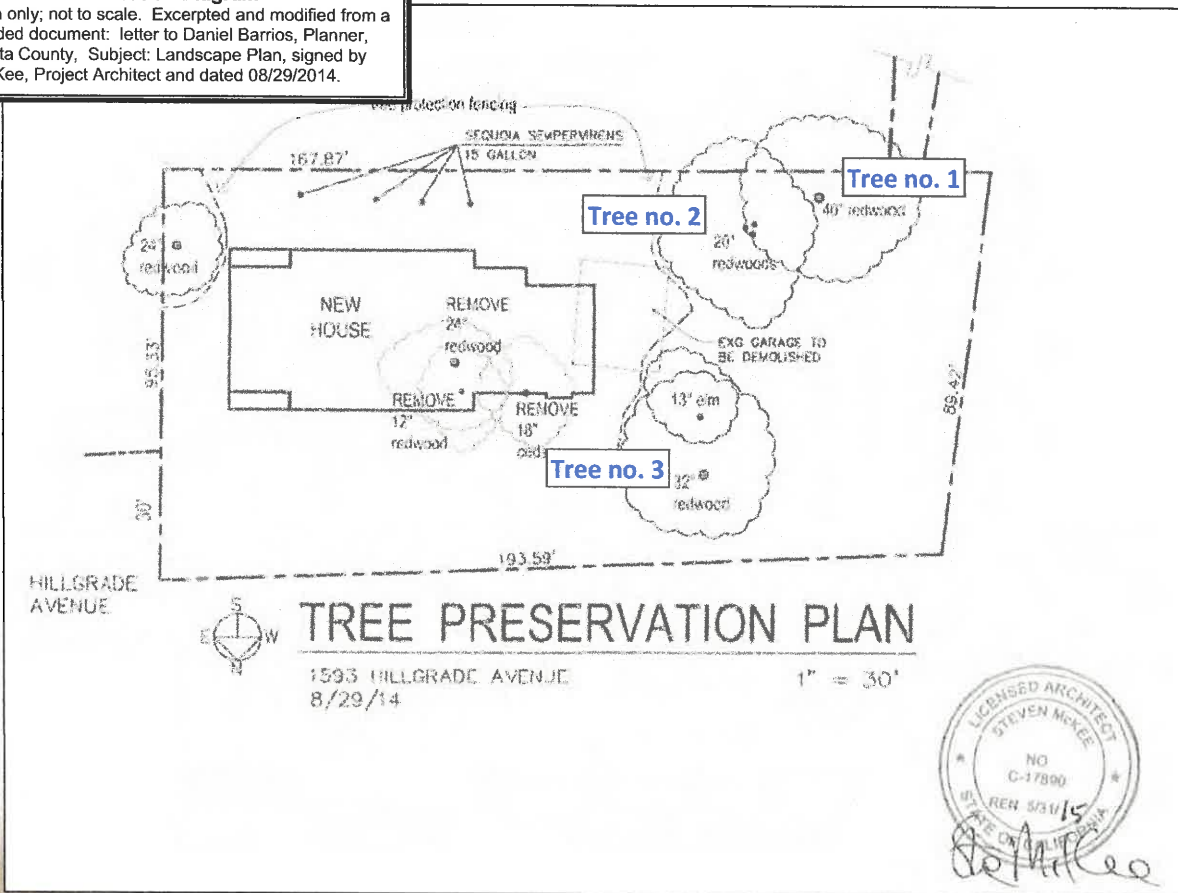 n only; not to scale. Excerpted and modified from a
ded document: letter to Daniel Barrios, Planner,
ta County, Subject: Landscape Plan, signed by
Kee, Project Architect and dated 08/29/2014.
protection fencing
SEQUOIA SEMPERVIRENS
15 GALLON
167.87'
Tree no. 1
40" redwood
Tree no. 2
20"
redwoods
24"
redwood
NEW
HOUSE
REMOVE
24"
redwood
EXG GARAGE TO
BE DEMOLISHED
95.33'
89.42'
REMOVE
12"
redwood
REMOVE
18"
13" elm
Tree no. 3
32"
redwood
30'
193.59'
HILLGRADE
AVENUE
S
E W
N
TREE PRESERVATION PLAN
1593 HILLGRADE AVENUE
1" = 30'
8/29/14
LICENSED ARCHITECT
STEVEN McKEE
NO
C-17890
REN 5/31/15
STATE OF CALIFORNIA